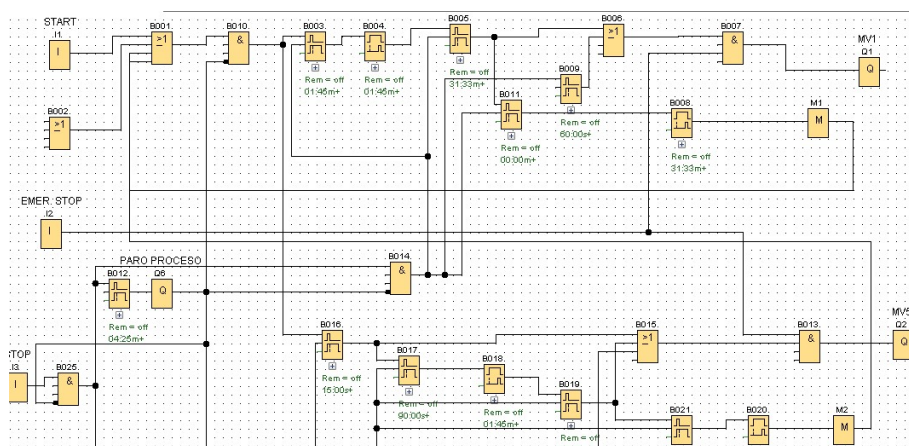 START
I1
I
B001
>1
B010
&
B003
Rem = off
01:45m+
B004
Rem = off
01:45m+
B005
Rem = off
31:33m+
B006
>1
B007
&
MV1
Q1
Q
B009
Rem = off
60:00s+
B011
Rem = off
00:00m+
B008
Rem = off
31:33m+
M1
M
B002
>1
EMER. STOP
I2
I
PARO PROCESO
B012
Rem = off
04:25m+
Q6
Q
B014
&
B016
Rem = off
15:00s+
B017
Rem = off
90:00s+
B018
Rem = off
01:45m+
B019
Rem = off
B015
>1
B013
&
MV5
Q2
Q
STOP
I3
I
B025
&
B021
B020
M2
M